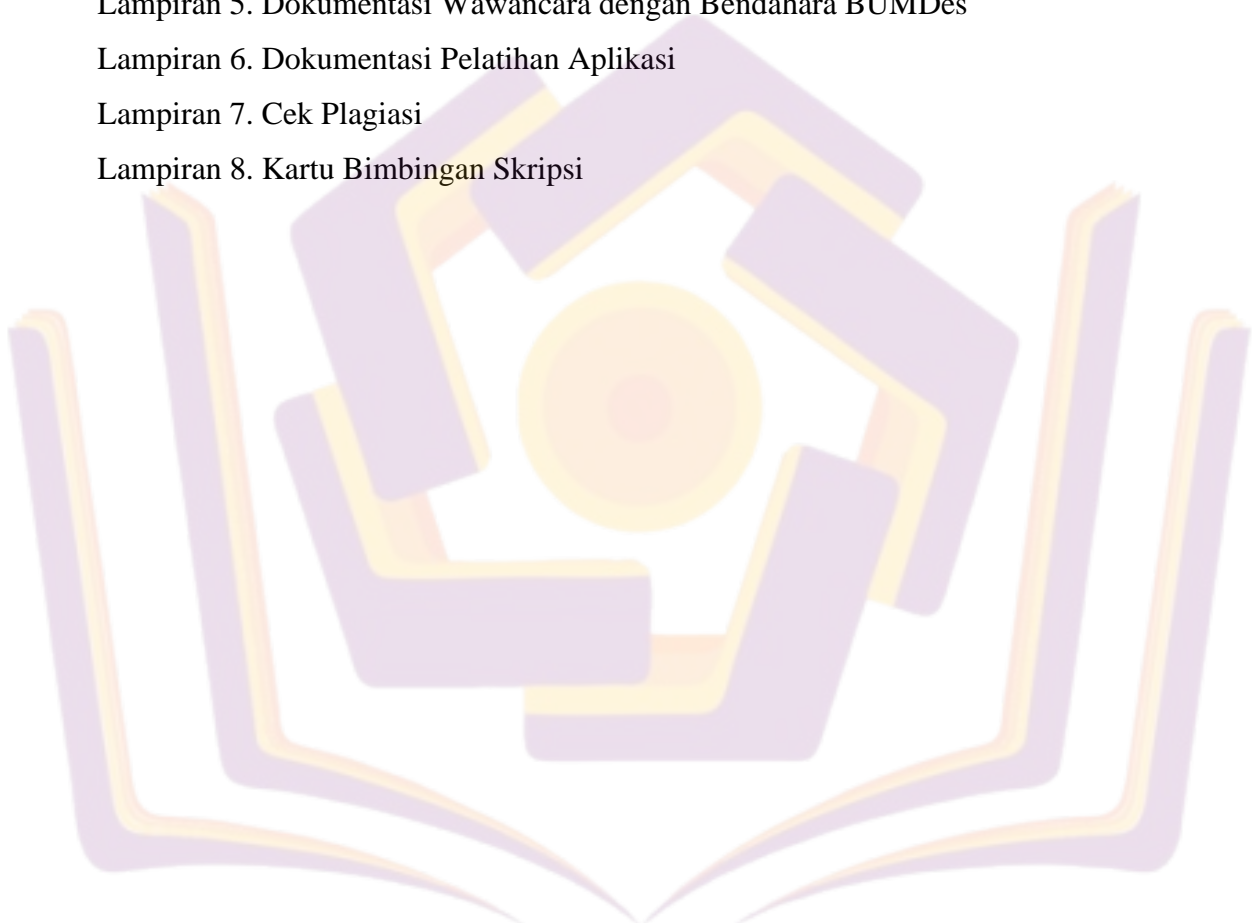 Lampiran 5. Dokumentasi Wawancara dengan Bendahara BUMDes
Lampiran 6. Dokumentasi Pelatihan Aplikasi
Lampiran 7. Cek Plagiasi
Lampiran 8. Kartu Bimbingan Skripsi